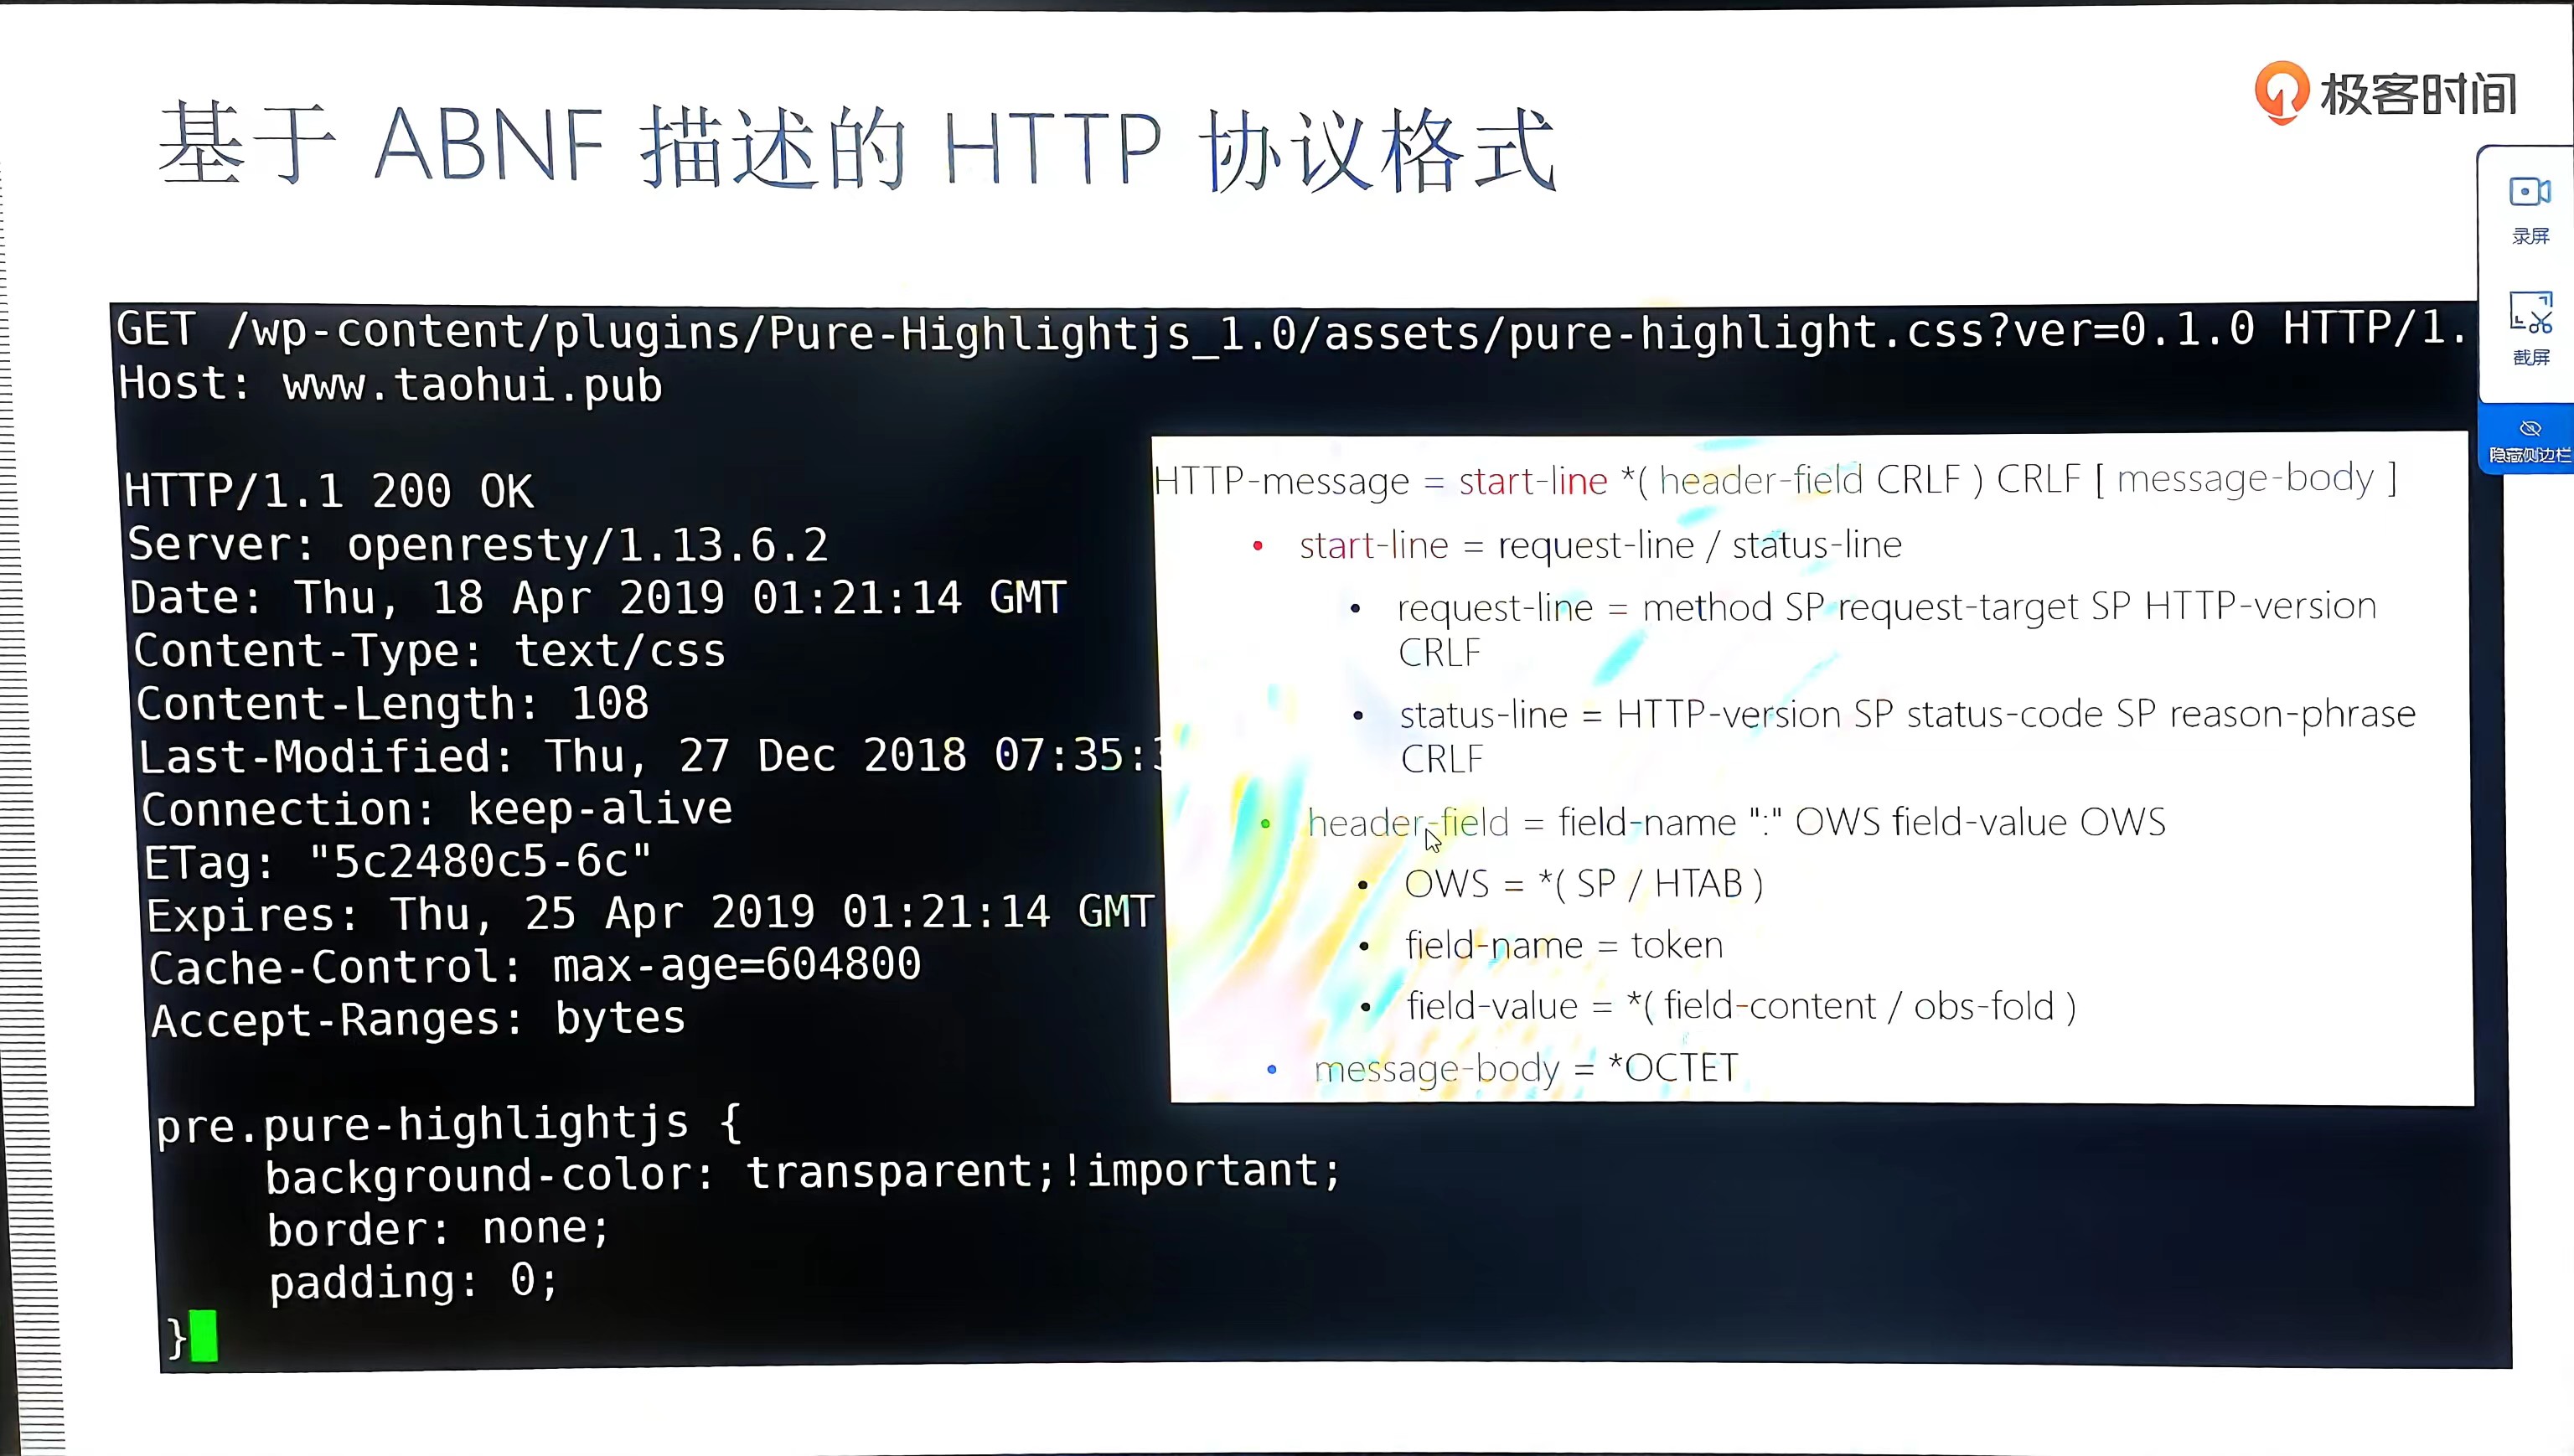 极客时间
基于 ABNF 描述的 HTTP 协议格式
录屏
截屏
隐藏侧边栏
GET /wp-content/plugins/Pure-Highlightjs_1.0/assets/pure-highlight.css?ver=0.1.0 HTTP/1.
Host: www.taohui.pub
HTTP/1.1 200 OK
Server: openresty/1.13.6.2
Date: Thu, 18 Apr 2019 01:21:14 GMT
Content-Type: text/css
Content-Length: 108
Last-Modified: Thu, 27 Dec 2018 07:35:
Connection: keep-alive
ETag: "5c2480c5-6c"
Expires: Thu, 25 Apr 2019 01:21:14 GMT
Cache-Control: max-age=604800
Accept-Ranges: bytes
pre.pure-highlightjs {
background-color: transparent;!important;
border: none;
padding: 0;
}
HTTP-message = start-line *( header-field CRLF ) CRLF [ message-body ]
• start-line = request-line / status-line
• request-line = method SP request-target SP HTTP-version
CRLF
• status-line = HTTP-version SP status-code SP reason-phrase
CRLF
• header-field = field-name ":" OWS field-value OWS
• OWS = *( SP / HTAB )
• field-name = token
• field-value = *( field-content / obs-fold )
• message-body = *OCTET